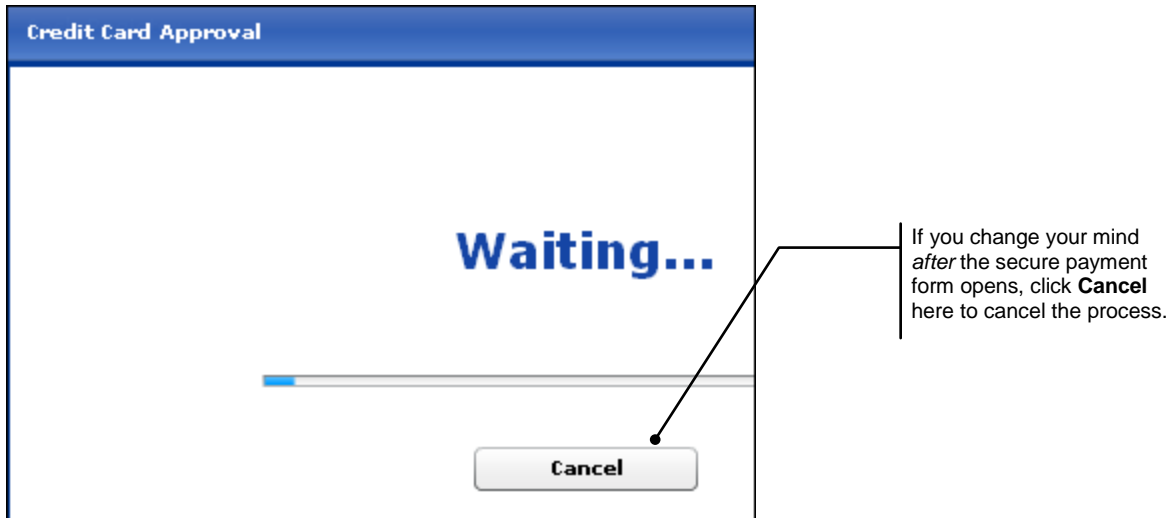 Credit Card Approval
Waiting...
Cancel
If you change your mind
after the secure payment
form opens, click Cancel
here to cancel the process.